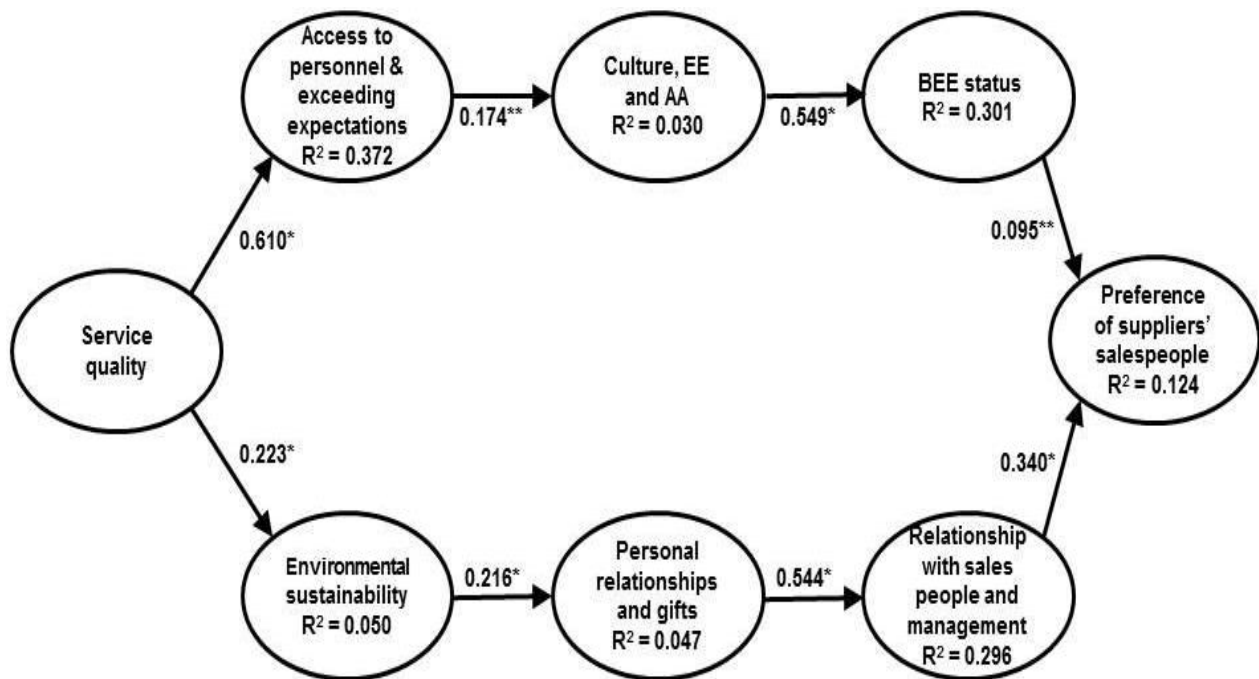 Access to
personnel &
exceeding
expectations
R² = 0.372
0.174**
Culture, EE
and AA
R² = 0.030
0.549*
BEE status
R² = 0.301
0.610*
0.095**
Service
quality
Preference
of suppliers’
salespeople
R² = 0.124
0.223*
0.340*
Environmental
sustainability
R² = 0.050
0.216*
Personal
relationships
and gifts
R² = 0.047
0.544*
Relationship
with sales
people and
management
R² = 0.296